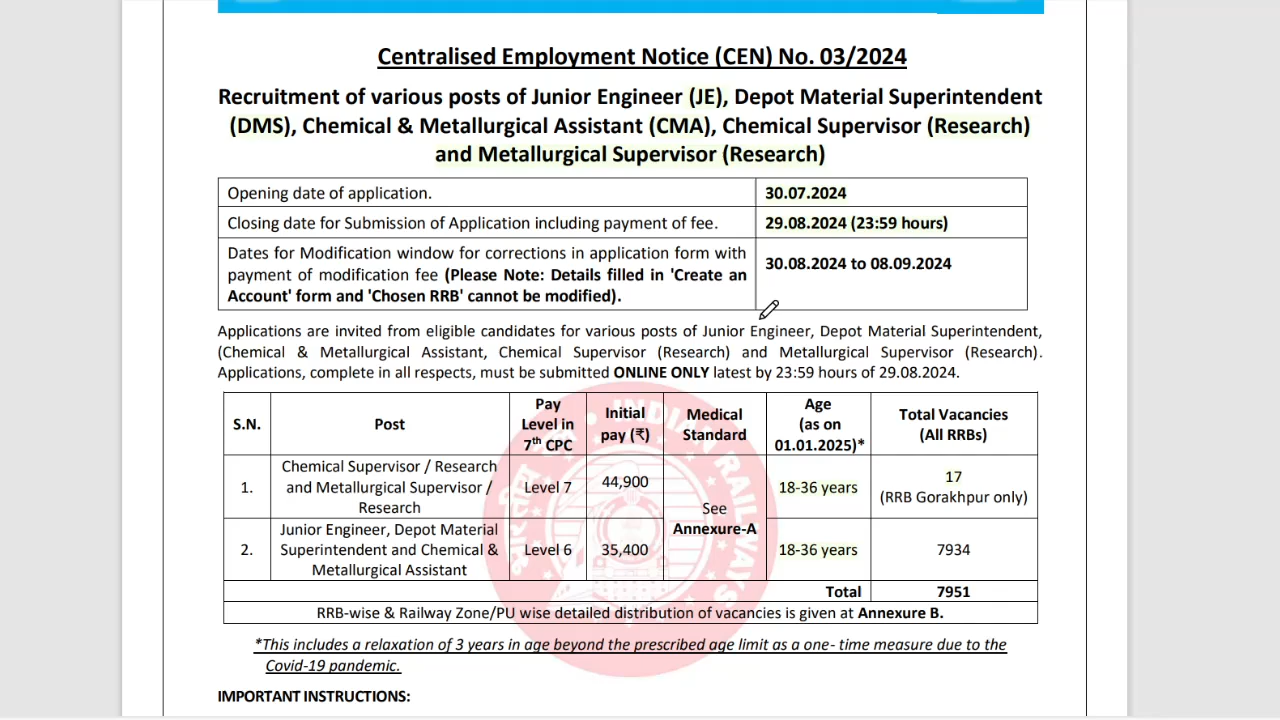 Centralised Employment Notice (CEN) No. 03/2024
Recruitment of various posts of Junior Engineer (JE), Depot Material Superintendent
(DMS), Chemical & Metallurgical Assistant (CMA), Chemical Supervisor (Research)
and Metallurgical Supervisor (Research)
Opening date of application. 30.07.2024
Closing date for Submission of Application including payment of fee. 29.08.2024 (23:59 hours)
Dates for Modification window for corrections in application form with
payment of modification fee (Please Note: Details filled in 'Create an
Account' form and 'Chosen RRB' cannot be modified).
30.08.2024 to 08.09.2024
Applications are invited from eligible candidates for various posts of Junior Engineer, Depot Material Superintendent,
(Chemical & Metallurgical Assistant, Chemical Supervisor (Research) and Metallurgical Supervisor (Research).
Applications, complete in all respects, must be submitted ONLINE ONLY latest by 23:59 hours of 29.08.2024.
S.N.
Post
Pay
Level in
7th CPC
Initial
pay (₹)
Medical
Standard
Age
(as on
01.01.2025)*
Total Vacancies
(All RRBs)
1.
Chemical Supervisor / Research
and Metallurgical Supervisor /
Research
Level 7
44,900
See
Annexure-A
18-36 years
17
(RRB Gorakhpur only)
2.
Junior Engineer, Depot Material
Superintendent and Chemical &
Metallurgical Assistant
Level 6
35,400
18-36 years
7934
Total 7951
RRB-wise & Railway Zone/PU wise detailed distribution of vacancies is given at Annexure B.
*This includes a relaxation of 3 years in age beyond the prescribed age limit as a one- time measure due to the
Covid-19 pandemic.
IMPORTANT INSTRUCTIONS:
INDIAN RAILWAYS
भारतीय रेल